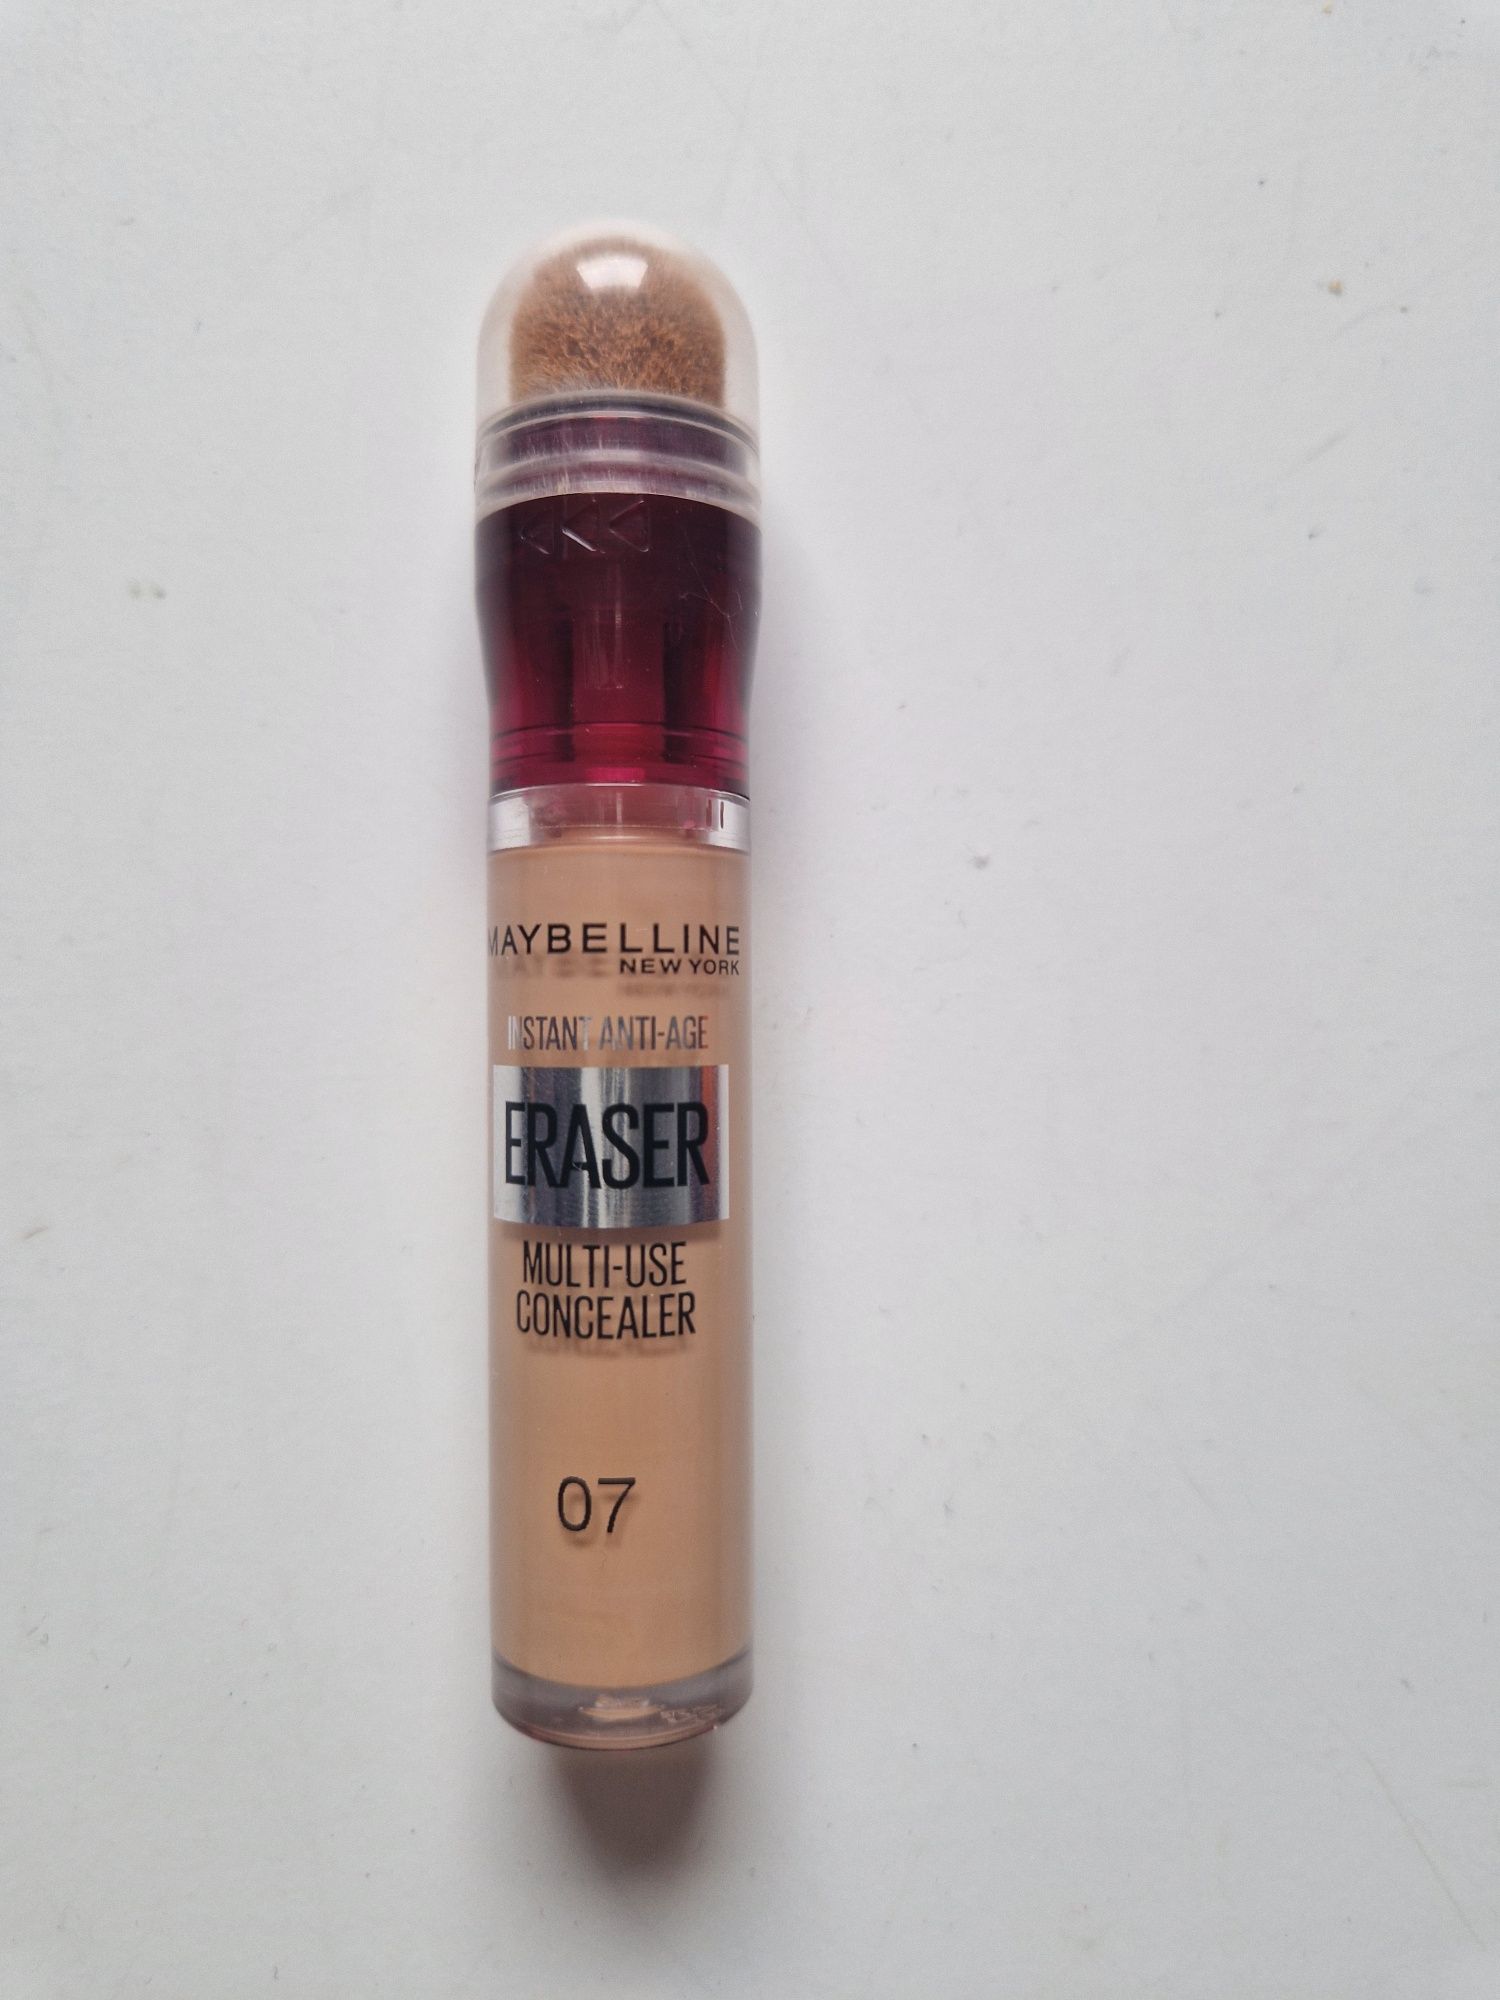 MAYBELLINE
NEW YORK
INSTANT ANTI-AGE
ERASER
MULTI-USE
CONCEALER
07